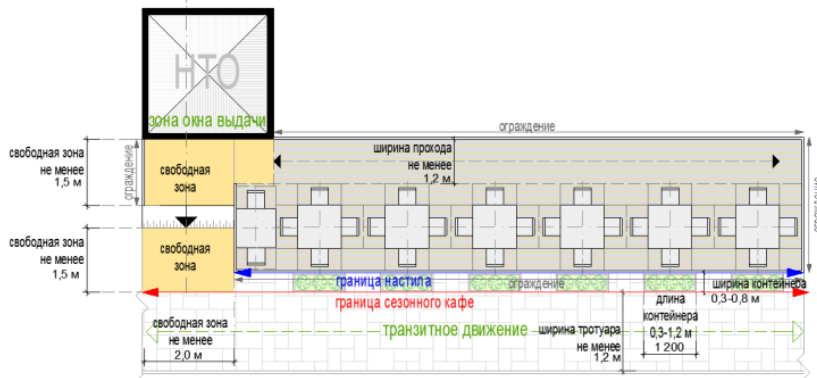 НТО
зона окна выдачи
ограждение
свободная зона
не менее
1,5 м
ограждение
свободная
зона
ширина прохода
не менее
1,2 м
ограждение
свободная зона
не менее
1,5 м
свободная
зона
граница настила
ограждение
ширина контейнера
0,3-0,8 м
граница сезонного кафе
свободная зона
не менее
2,0 м
транзитное движение
ширина тротуара
не менее
1,2 м
длина
контейнера
0,3-1,2 м
1 200